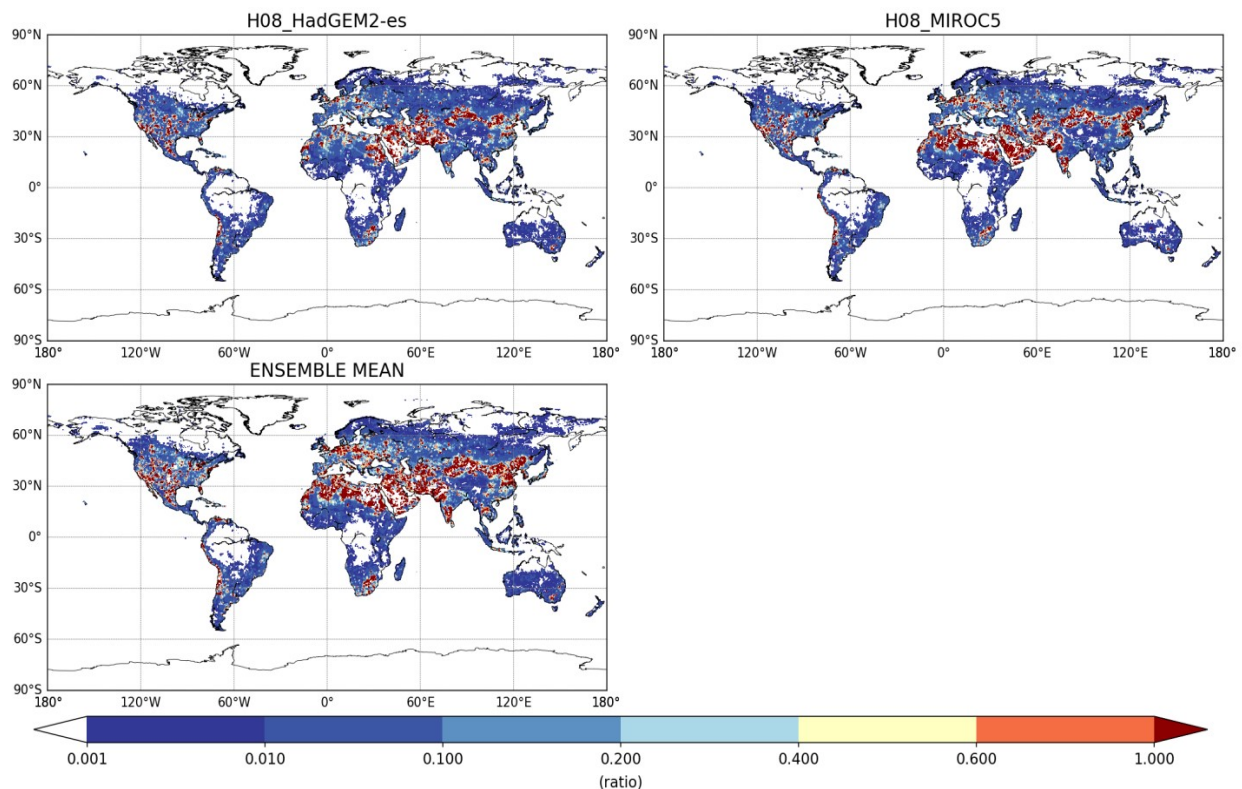 H08_HadGEM2-es
H08_MIROC5
90°N
90°N
60°N
60°N
30°N
30°N
0°
0°
30°S
30°S
60°S
60°S
90°S
90°S
180° 120°W 60°W 0° 60°E 120°E 180°
180° 120°W 60°W 0° 60°E 120°E 180°
ENSEMBLE MEAN
90°N
60°N
30°N
0°
30°S
60°S
90°S
180° 120°W 60°W 0° 60°E 120°E 180°
0.001 0.010 0.100 0.200 0.400 0.600 1.000
(ratio)